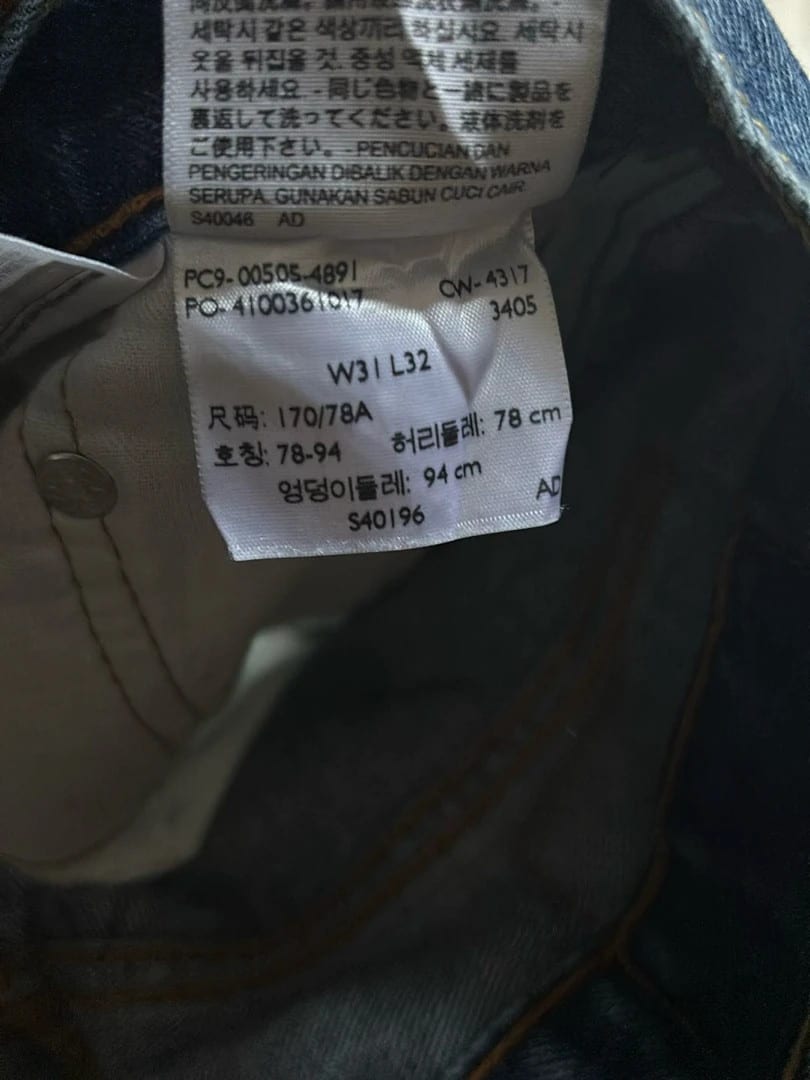 세탁시 같은 색상끼리 하십시요. 세탁시
옷을 뒤집을 것. 중성 액체 세제를
사용하세요. - 同じ色物と一緒に製品を
裏返して洗ってください。液体洗剤を
ご使用下さい。 - PENCUCIAN DAN
PENGERINGAN DIBALIK DENGAN WARNA
SERUPA. GUNAKAN SABUN CUCI CAIR.
S40046 AD
PC9-00505-4891
CW-4317
PO-4100361017
3405
W31 L32
尺码: 170/78A
호칭: 78-94 허리둘레: 78 cm
엉덩이둘레: 94 cm
AD
S40196